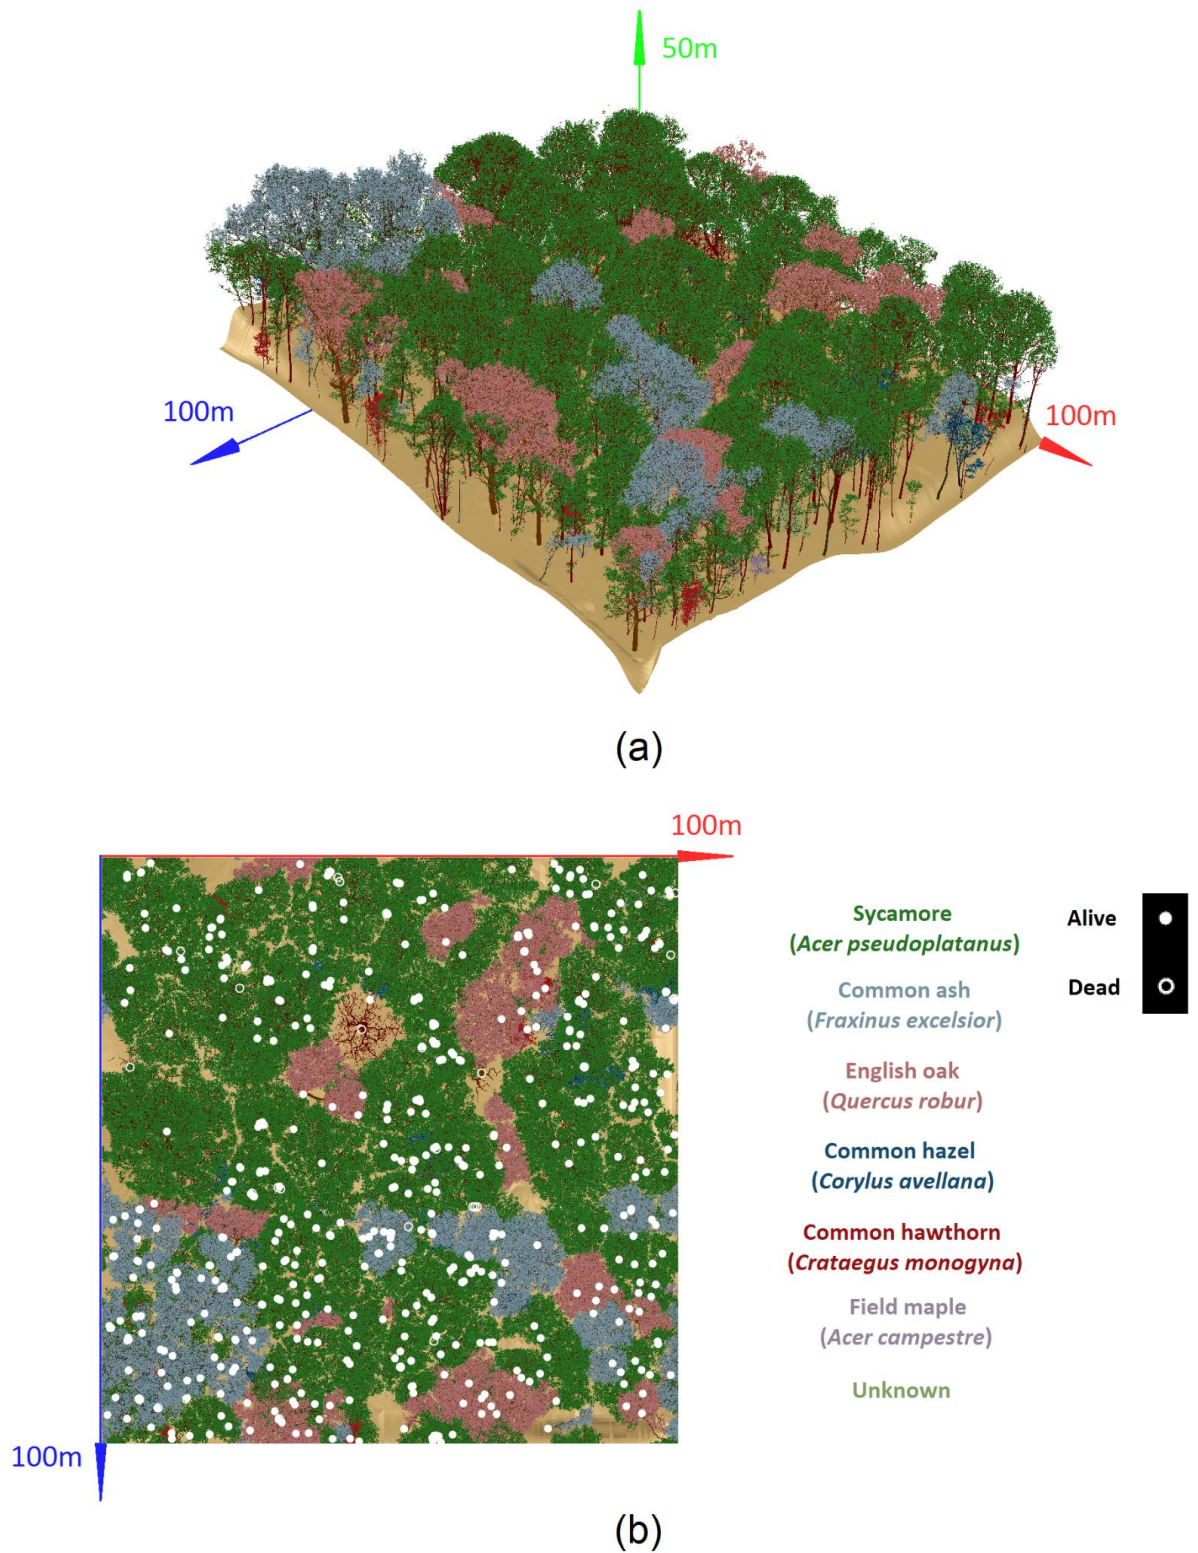 50m
100m
100m
(a)
100m
100m
Sycamore
(Acer pseudoplatanus)
Common ash
(Fraxinus excelsior)
English oak
(Quercus robur)
Common hazel
(Corylus avellana)
Common hawthorn
(Crataegus monogyna)
Field maple
(Acer campestre)
Unknown
Alive
Dead
(b)